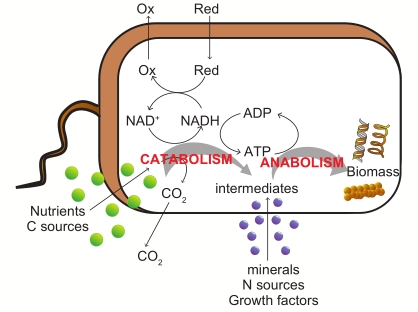 Ox
Red
Ox
Red
NAD⁺
NADH
ADP
ATP
CATABOLISM
ANABOLISM
Biomass
intermediates
CO₂
Nutrients
C sources
CO₂
minerals
N sources
Growth factors